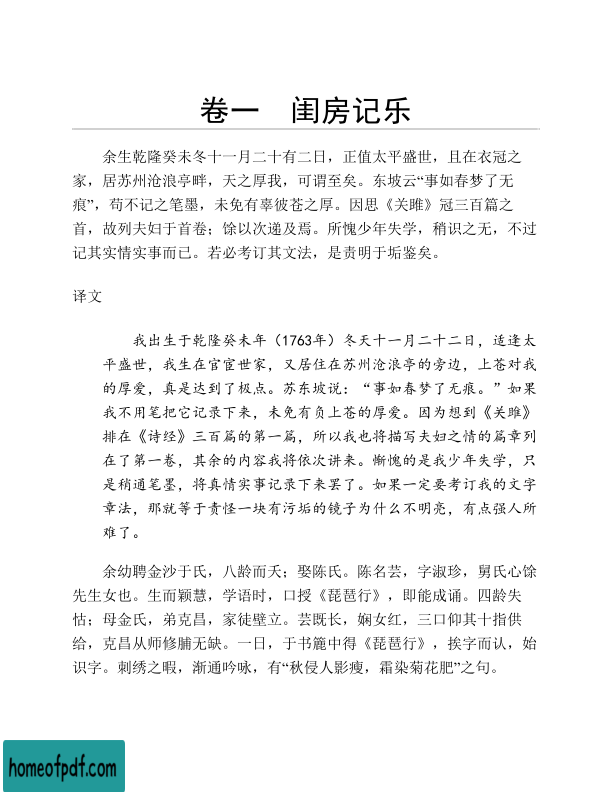 卷一　闺房记乐
余生乾隆癸未冬十一月二十有二日，正值太平盛世，且在衣冠之
家，居苏州沧浪亭畔，天之厚我，可谓至矣。东坡云“事如春梦了无
痕”，苟不记之笔墨，未免有辜彼苍之厚。因思《关雎》冠三百篇之
首，故列夫妇于首卷；馀以次递及焉。所愧少年失学，稍识之无，不过
记其实情实事而已。若必考订其文法，是责明于垢鉴矣。
译文
我出生于乾隆癸未年（1763年）冬天十一月二十二日，适逢太
平盛世，我生在官宦世家，又居住在苏州沧浪亭的旁边，上苍对我
的厚爱，真是达到了极点。苏东坡说：“事如春梦了无痕。”如果
我不用笔把它记录下来，未免有负上苍的厚爱。因为想到《关雎》
排在《诗经》三百篇的第一篇，所以我也将描写夫妇之情的篇章列
在了第一卷，其余的内容我将依次讲来。惭愧的是我少年失学，只
是稍通笔墨，将真情实事记录下来罢了。如果一定要考订我的文字
章法，那就等于责怪一块有污垢的镜子为什么不明亮，有点强人所
难了。
余幼聘金沙于氏，八龄而夭；娶陈氏。陈名芸，字淑珍，舅氏心馀
先生女也。生而颖慧，学语时，口授《琵琶行》，即能成诵。四龄失
怙；母金氏，弟克昌，家徒壁立。芸既长，娴女红，三口仰其十指供
给，克昌从师修脯无缺。一日，于书簏中得《琵琶行》，挨字而认，始
识字。刺绣之暇，渐通吟咏，有“秋侵人影瘦，霜染菊花肥”之句。
homeofpdf.com